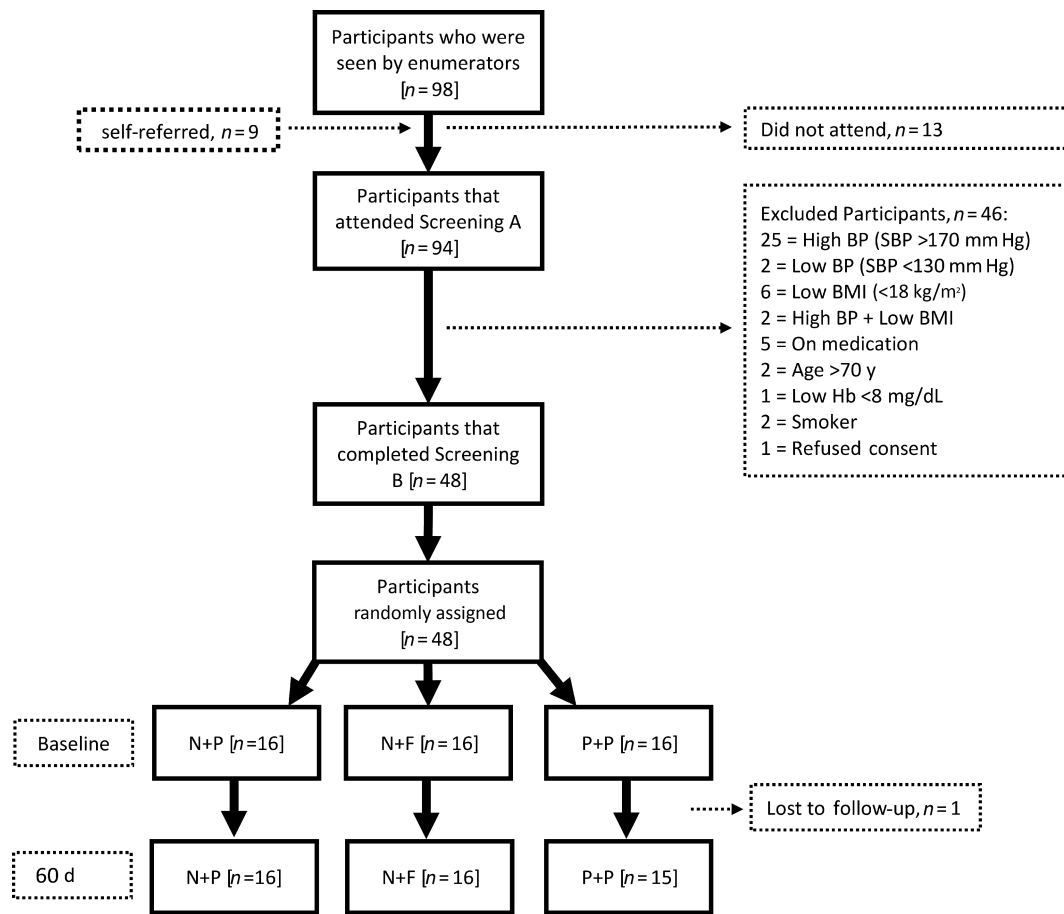 Participants who were
seen by enumerators
[n=98]
self-referred, n=9
Did not attend, n=13
Participants that
attended Screening A
[n=94]
Excluded Participants, n=46:
25 = High BP (SBP >170 mm Hg)
2 = Low BP (SBP <130 mm Hg)
6 = Low BMI (<18 kg/m²)
2 = High BP + Low BMI
5 = On medication
2 = Age >70 y
1 = Low Hb <8 mg/dL
2 = Smoker
1 = Refused consent
Participants that
completed Screening
B [n=48]
Participants
randomly assigned
[n=48]
Baseline
N+P [n=16]
N+F [n=16]
P+P [n=16]
Lost to follow-up, n=1
60 d
N+P [n=16]
N+F [n=16]
P+P [n=15]